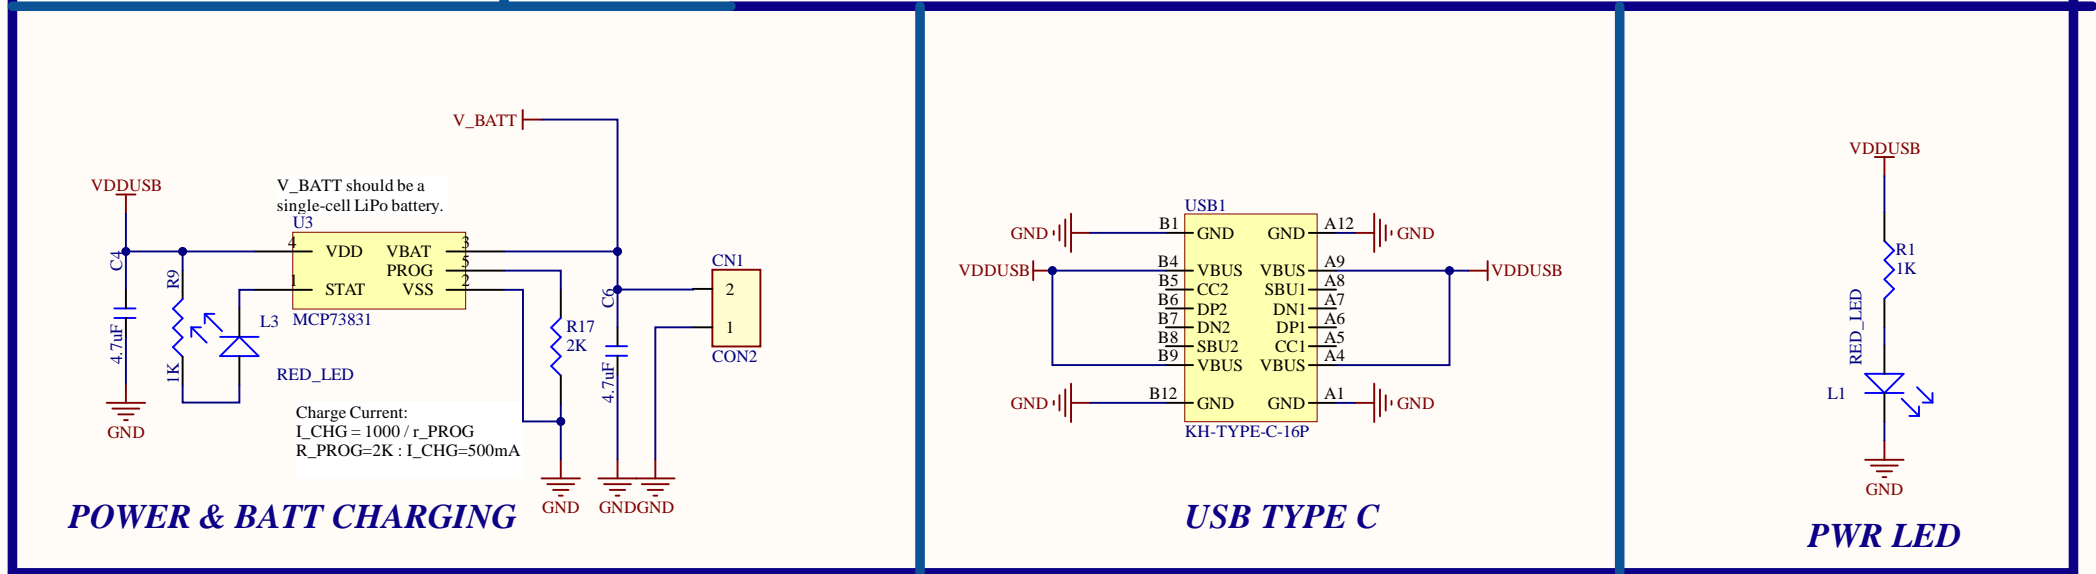 V_BATT
VDDUSB
V_BATT should be a
single-cell LiPo battery.
U3
4
VDD
VBAT
3
PROG
5
1
STAT
VSS
2
MCP73831
C4
4.7uF
R9
1K
L3
RED_LED
GND
R17
2K
C6
4.7uF
CN1
2
1
CON2
Charge Current:
I_CHG = 1000 / r_PROG
R_PROG=2K : I_CHG=500mA
GND
GND
GND
POWER & BATT CHARGING
USB1
GND
B1
GND
GND
A12
GND
VDDUSB
B4
VBUS
VBUS
A9
VDDUSB
B5
CC2
SBU1
A8
B6
DP2
DN1
A7
B7
DN2
DP1
A6
B8
SBU2
CC1
A5
B9
VBUS
VBUS
A4
GND
B12
GND
GND
A1
GND
KH-TYPE-C-16P
USB TYPE C
VDDUSB
R1
1K
RED_LED
L1
GND
PWR LED